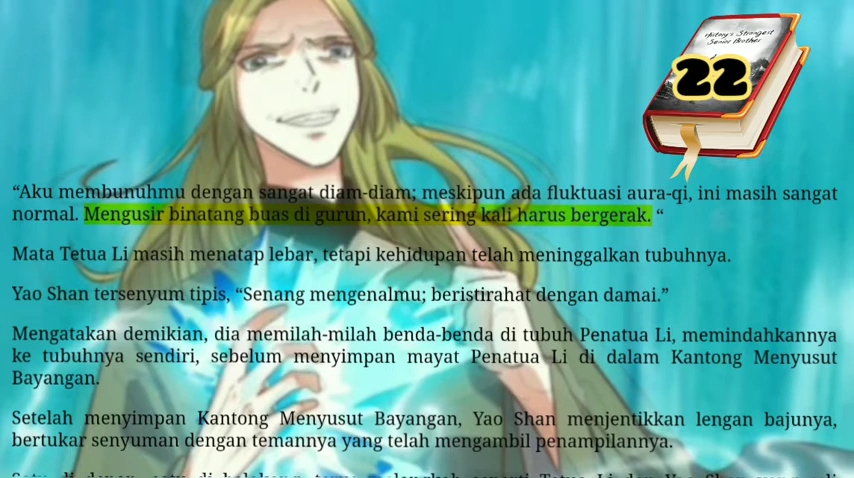 History's Strongest
Senior Brother
22
“Aku membunuhmu dengan sangat diam-diam; meskipun ada fluktuasi aura-qi, ini masih sangat
normal. Mengusir binatang buas di gurun, kami sering kali harus bergerak. “
Mata Tetua Li masih menatap lebar, tetapi kehidupan telah meninggalkan tubuhnya.
Yao Shan tersenyum tipis, “Senang mengenalmu; beristirahat dengan damai.”
Mengatakan demikian, dia memilah-milah benda-benda di tubuh Penatua Li, memindahkannya
ke tubuhnya sendiri, sebelum menyimpan mayat Penatua Li di dalam Kantong Menyusut
Bayangan.
Setelah menyimpan Kantong Menyusut Bayangan, Yao Shan menjentikkan lengan bajunya,
bertukar senyuman dengan temannya yang telah mengambil penampilannya.